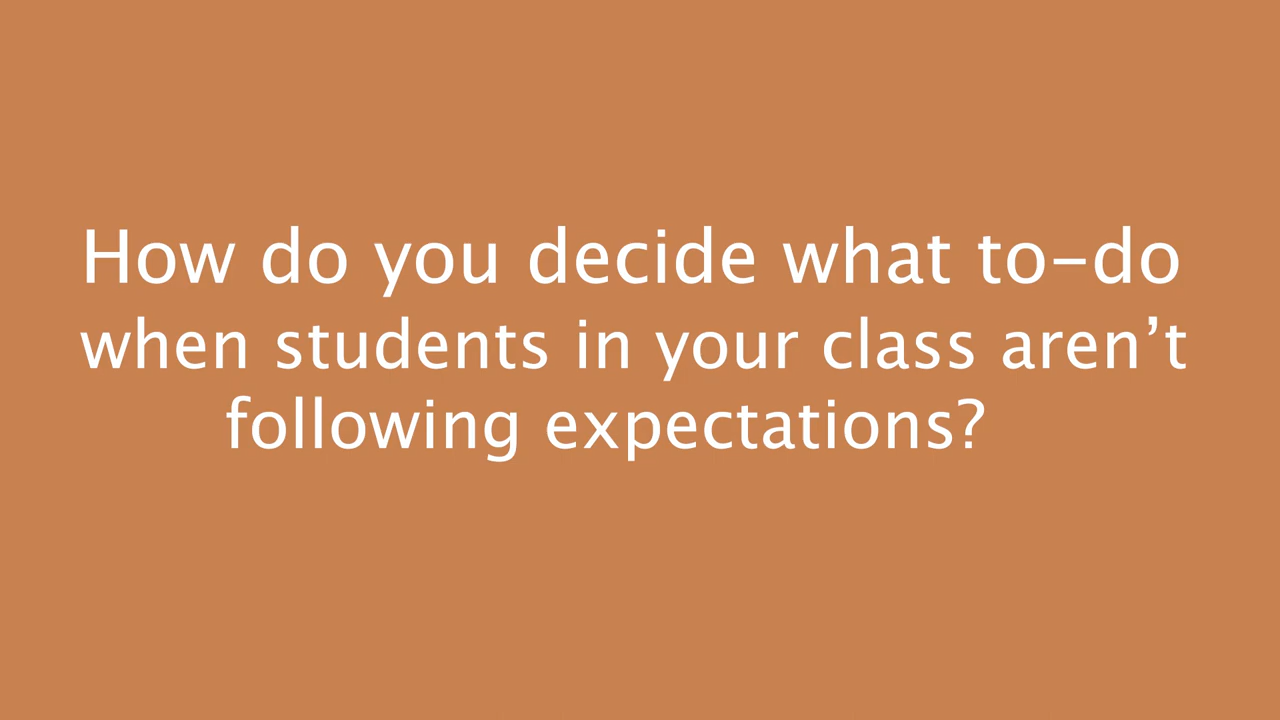 How do you decide what to-do
when students in your class aren’t
following expectations?